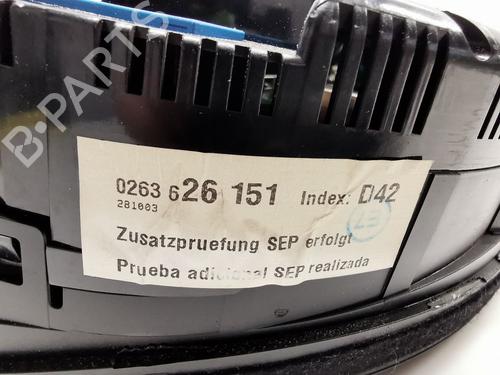 B-PARTS
0263 626 151 Index: D42
281003
Zusatzpruefung SEP erfolgt
Prueba adicional SEP realizada